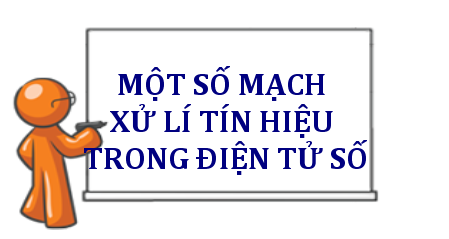 MỘT SỐ MẠCH
XỬ LÍ TÍN HIỆU
TRONG ĐIỆN TỬ SỐ